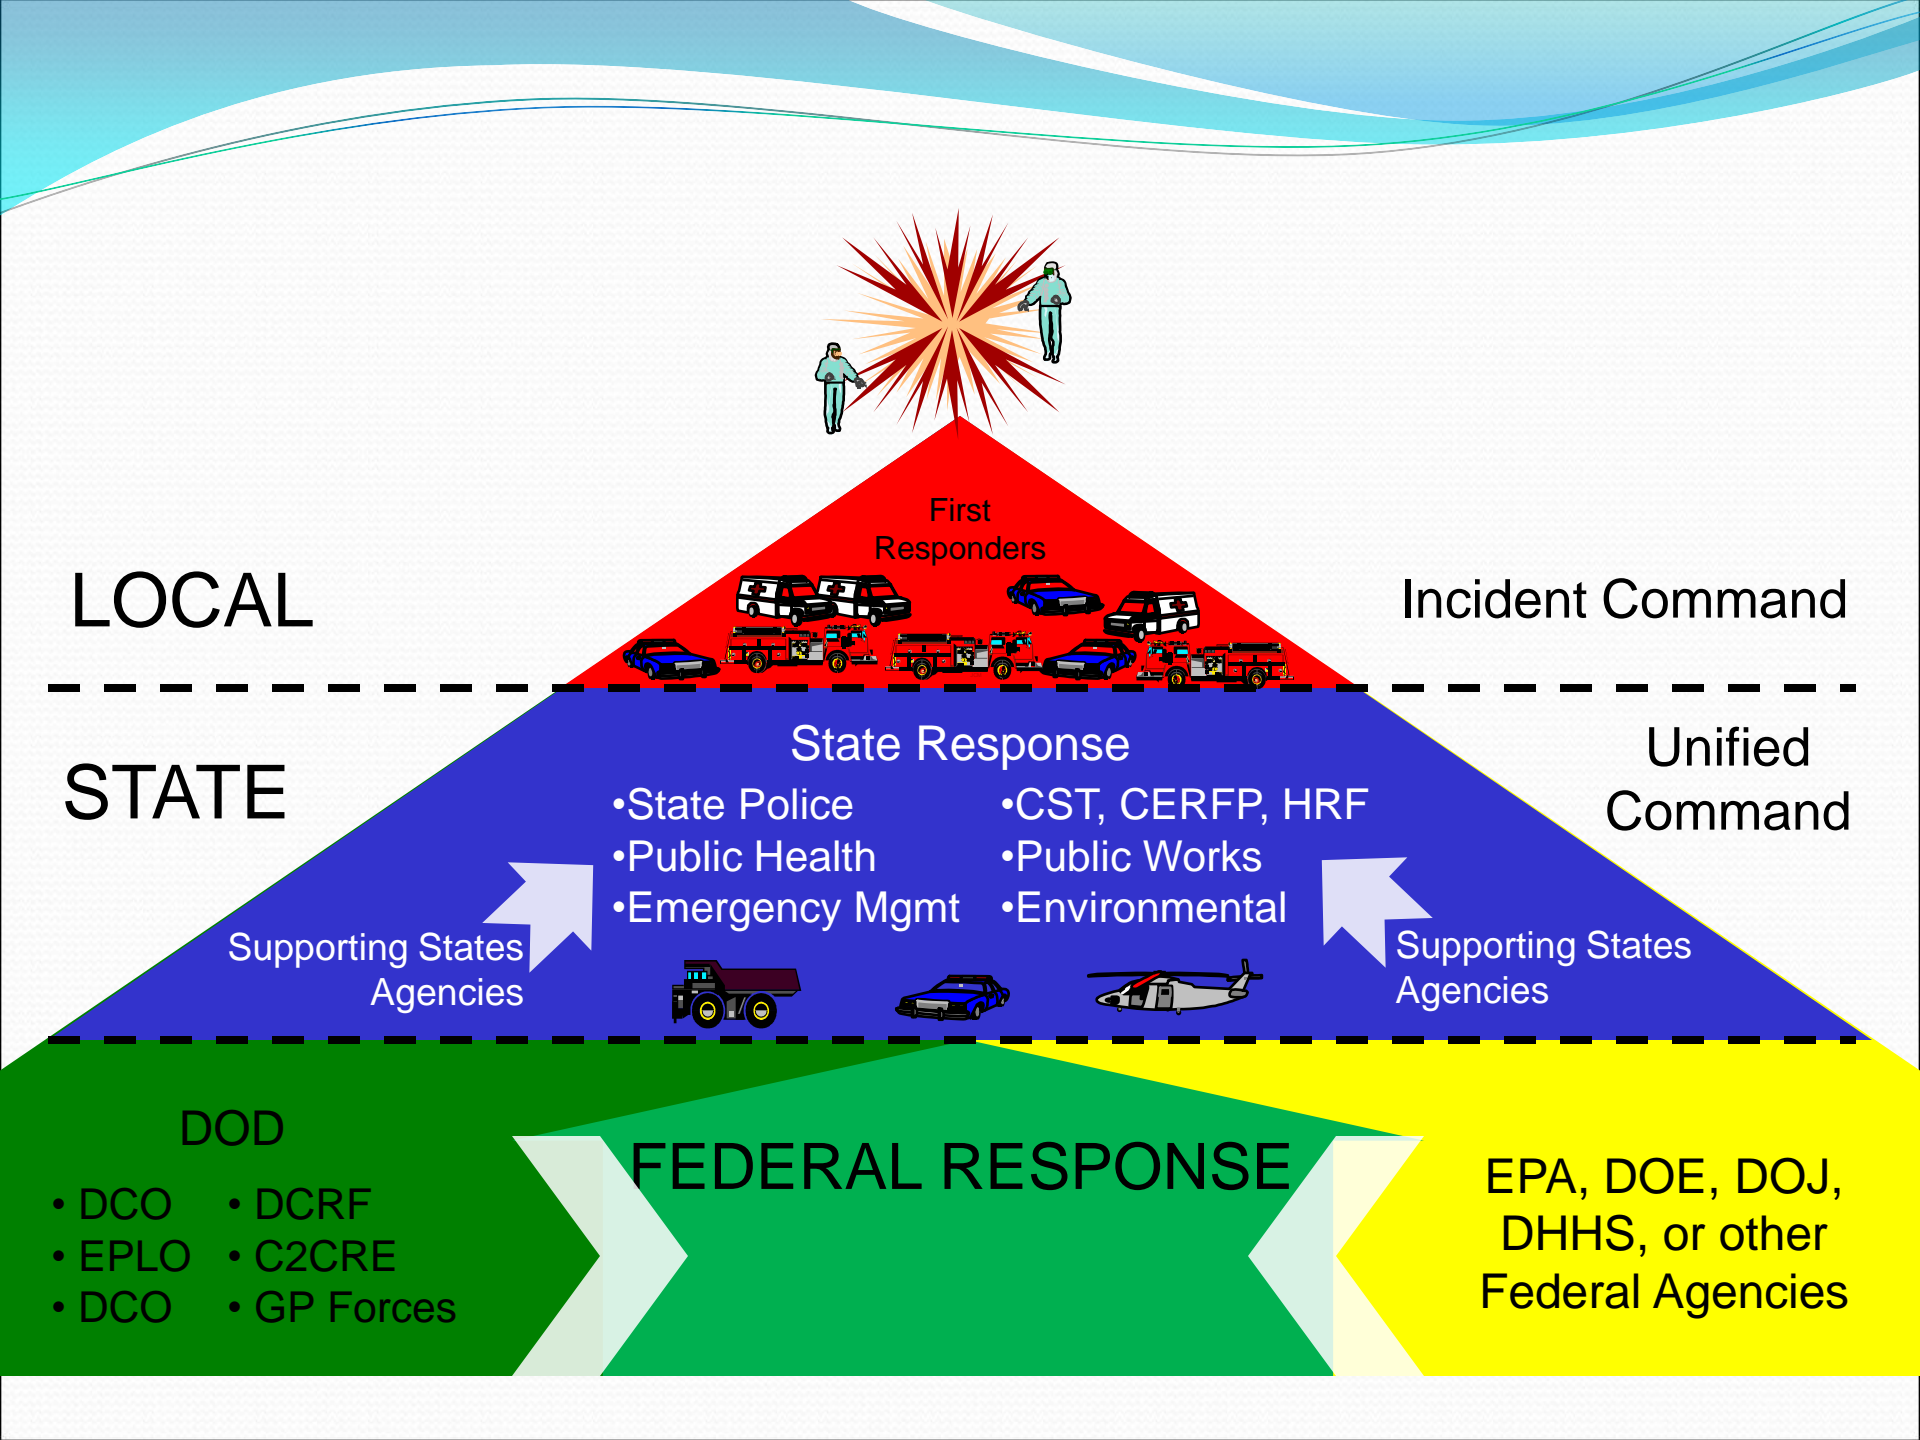 First
Responders
LOCAL
Incident Command
State Response
STATE
Unified
Command
•State Police
•Public Health
•Emergency Mgmt
•CST, CERFP, HRF
•Public Works
•Environmental
Supporting States
Agencies
Supporting States
Agencies
DOD
• DCO
• EPLO
• DCO
• DCRF
• C2CRE
• GP Forces
FEDERAL RESPONSE
EPA, DOE, DOJ,
DHHS, or other
Federal Agencies